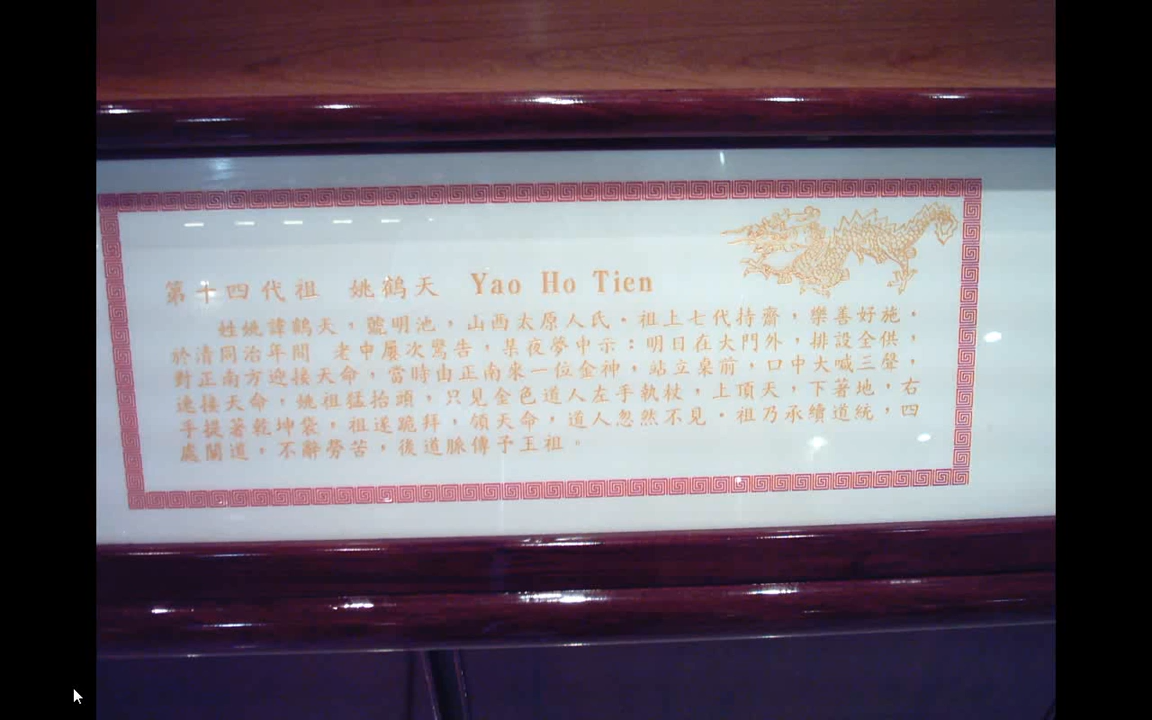 第十四代祖 姚鶴天 Yao Ho Tien
姓姚諱鶴天，號明池，山西太原人氏。祖上七代持齋，樂善好施，
於清同治年間 老中屢次驚告，某夜夢中示：明日在大門外，排設全供，
對正南方迎接天命，當時由正南來一位金神，站立桌前，口中大喊三聲，
速接天命，姚祖猛抬頭，只見金色道人左手執杖，上頂天，下著地，右
手提著乾坤袋，祖遂跪拜，領天命，道人忽然不見。祖乃承續道統，四
處闡道，不辭勞苦，後道脈傳予王祖。